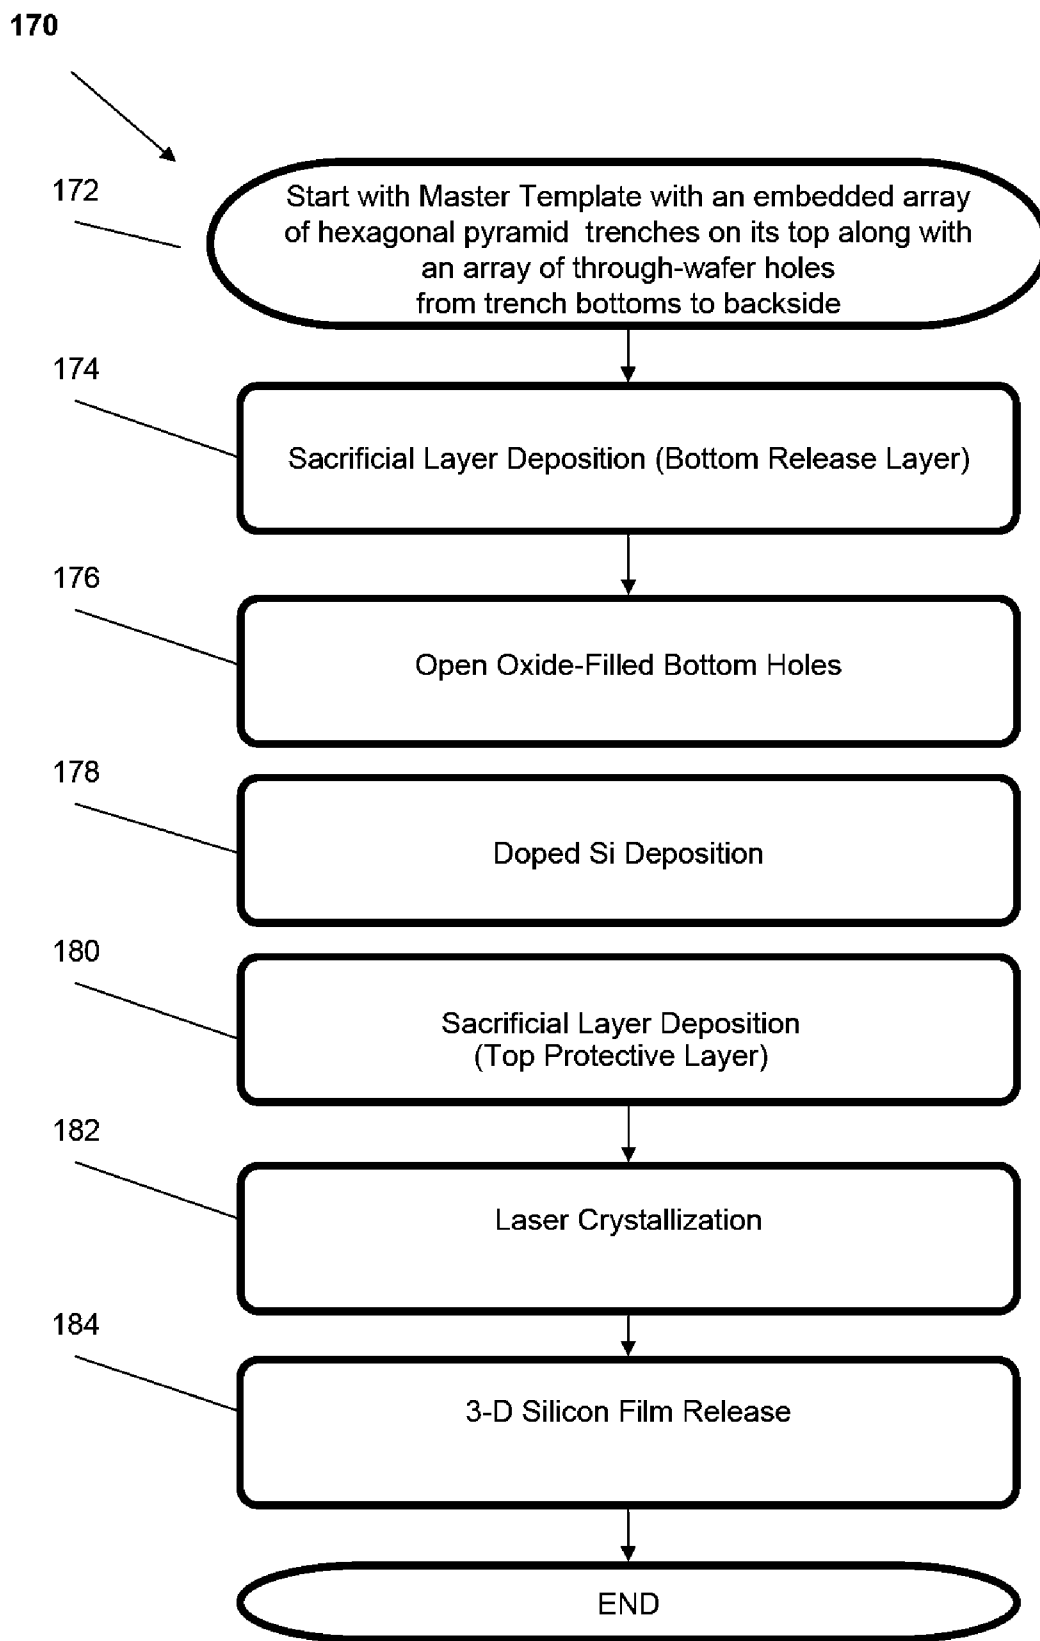 170
172
Start with Master Template with an embedded array
of hexagonal pyramid trenches on its top along with
an array of through-wafer holes
from trench bottoms to backside
174
Sacrificial Layer Deposition (Bottom Release Layer)
176
Open Oxide-Filled Bottom Holes
178
Doped Si Deposition
180
Sacrificial Layer Deposition
(Top Protective Layer)
182
Laser Crystallization
184
3-D Silicon Film Release
END